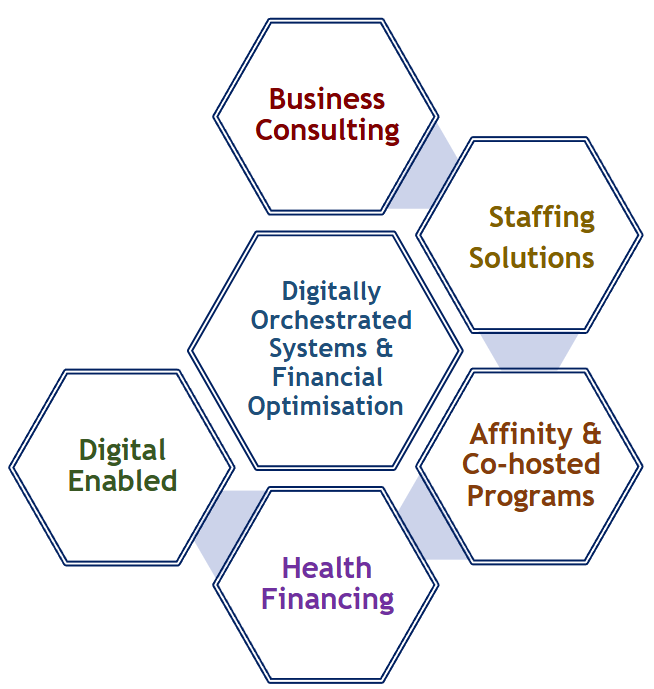 Business
Consulting
Staffing
Solutions
Digitally
Orchestrated
Systems &
Financial
Optimisation
Affinity &
Co-hosted
Programs
Digital
Enabled
Health
Financing